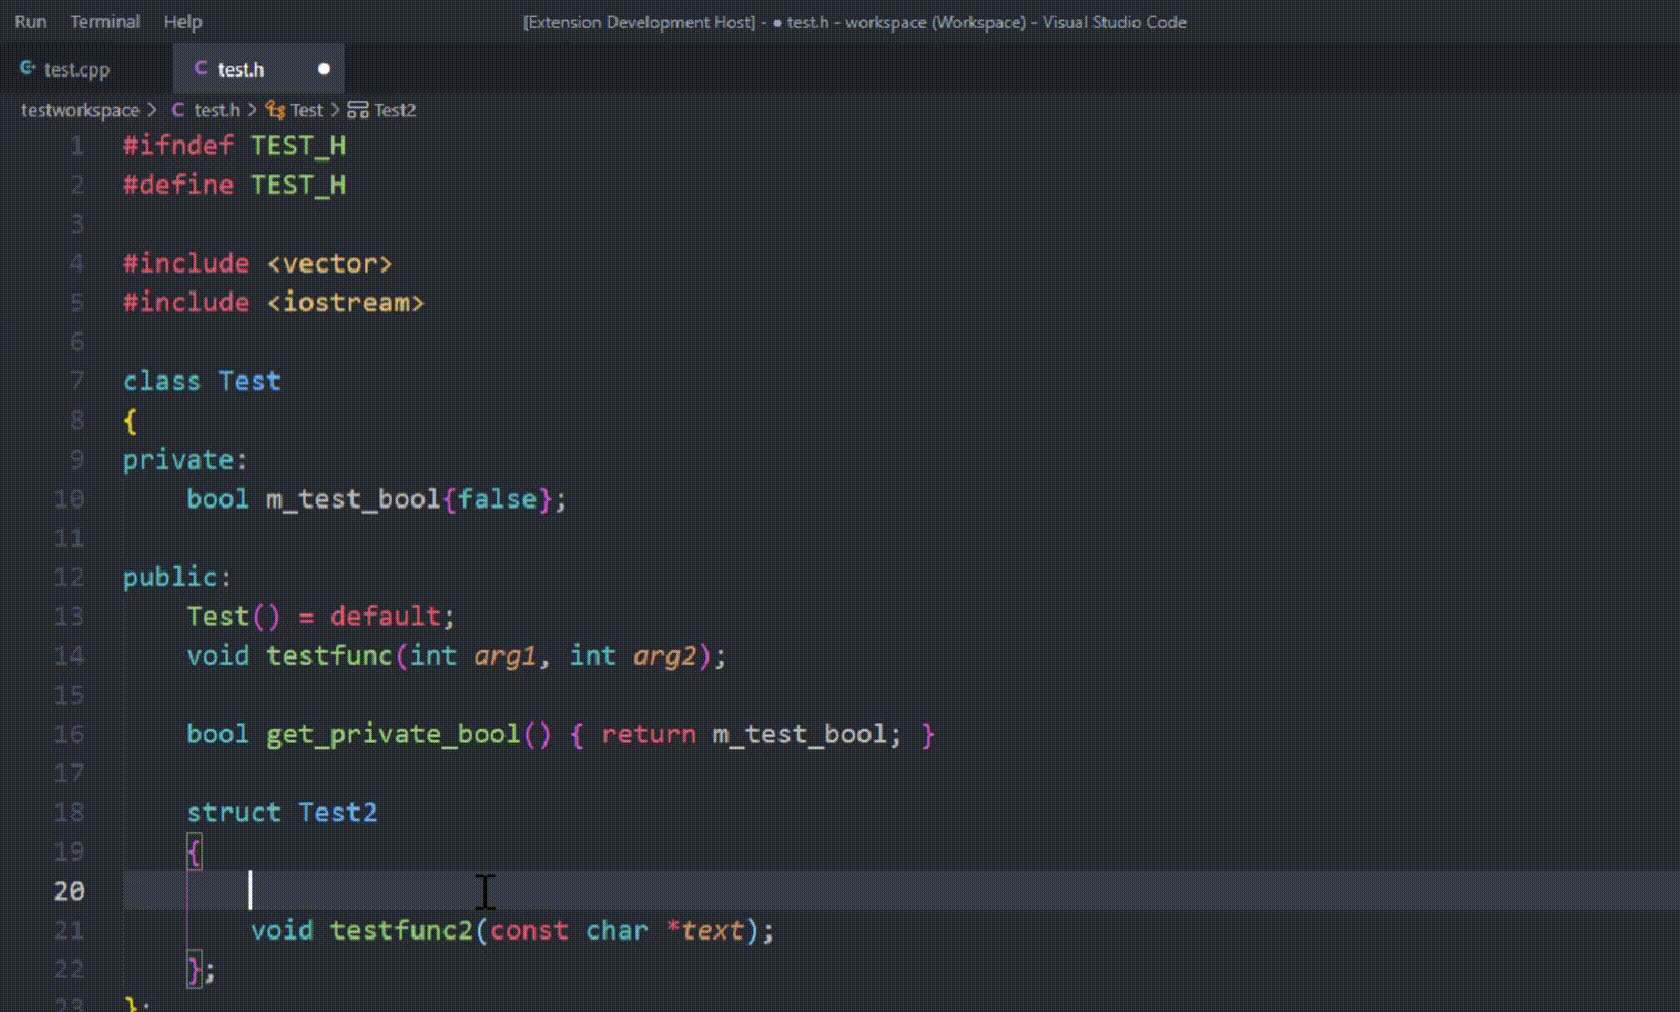 Run Terminal Help [Extension Development Host] - ● test.h - workspace (Workspace) - Visual Studio Code
test.cpp C test.h ●
testworkspace > C test.h > Test > Test2
1 #ifndef TEST_H
2 #define TEST_H
3
4 #include <vector>
5 #include <iostream>
6
7 class Test
8 {
9 private:
10     bool m_test_bool{false};
11
12 public:
13     Test() = default;
14     void testfunc(int arg1, int arg2);
15
16     bool get_private_bool() { return m_test_bool; }
17
18     struct Test2
19     {
20
21         void testfunc2(const char *text);
22     };
23 };